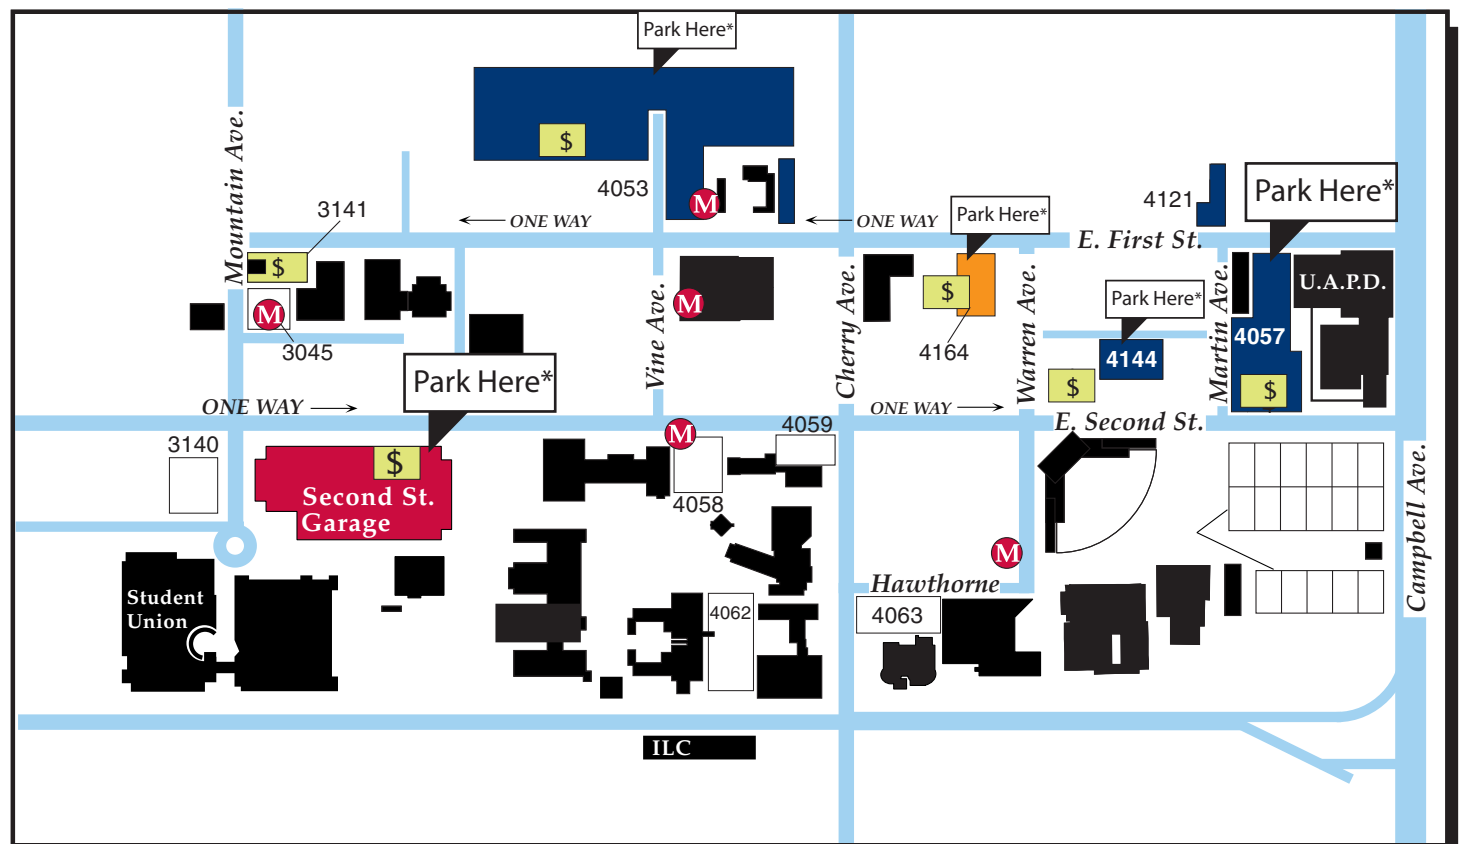 Park Here*
Mountain Ave.
$
4053
M
3141
ONE WAY
ONE WAY
4121
Park Here*
Park Here*
E. First St.
$
M
3045
M
Vine Ave.
Cherry Ave.
$
4164
Warren Ave.
Park Here*
4144
$
Martin Ave.
4057
$
U.A.P.D.
Park Here*
ONE WAY
ONE WAY
E. Second St.
3140
$
Second St.
Garage
M
4058
4059
Campbell Ave.
M
Hawthorne
Student
Union
4062
4063
ILC